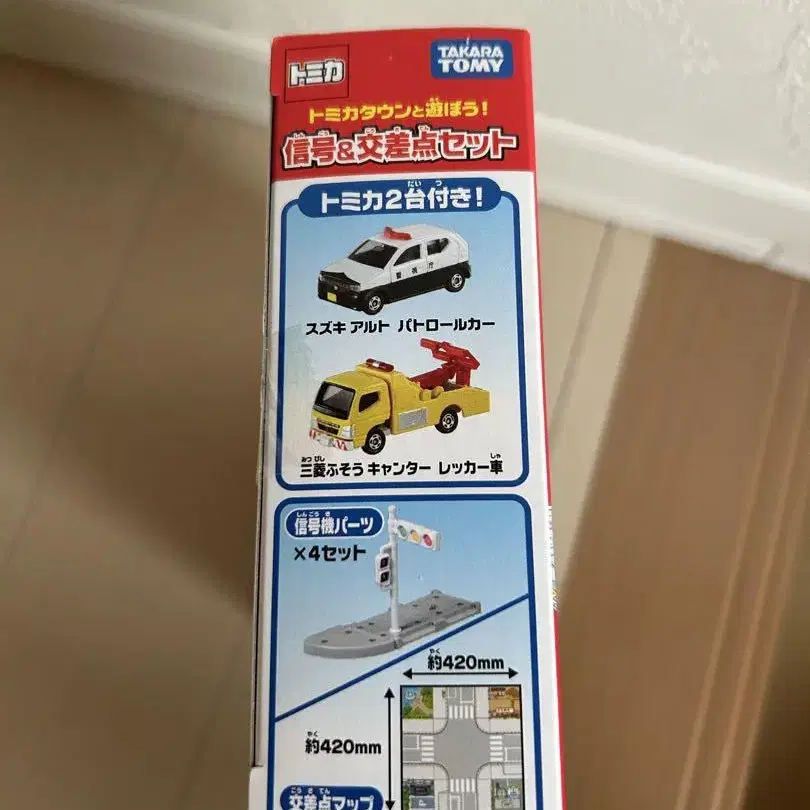 トミカ
TAKARA TOMY
トミカタウンと遊ぼう!
信号&交差点セット
トミカ2台付き!
警視庁
スズキ アルト パトロールカー
三菱ふそう キャンター レッカー車
信号機パーツ
×4セット
約420mm
約420mm
交差点マップ